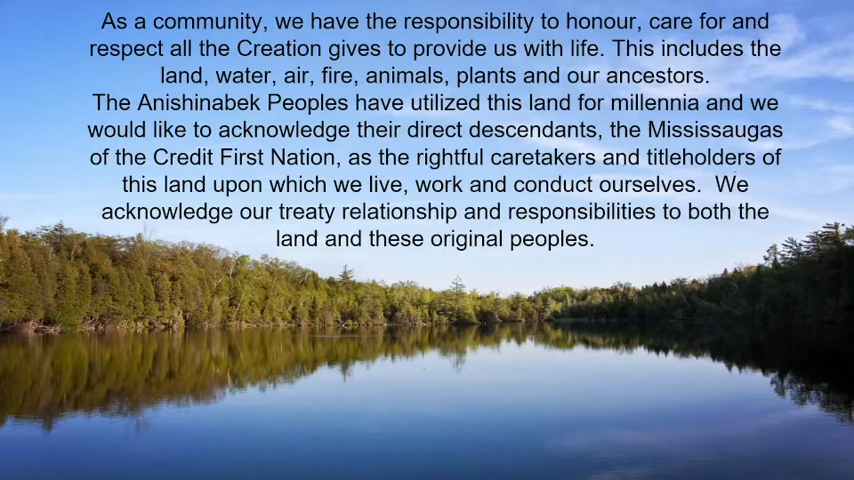 As a community, we have the responsibility to honour, care for and
respect all the Creation gives to provide us with life. This includes the
land, water, air, fire, animals, plants and our ancestors.
The Anishinabek Peoples have utilized this land for millennia and we
would like to acknowledge their direct descendants, the Mississaugas
of the Credit First Nation, as the rightful caretakers and titleholders of
this land upon which we live, work and conduct ourselves.  We
acknowledge our treaty relationship and responsibilities to both the
land and these original peoples.